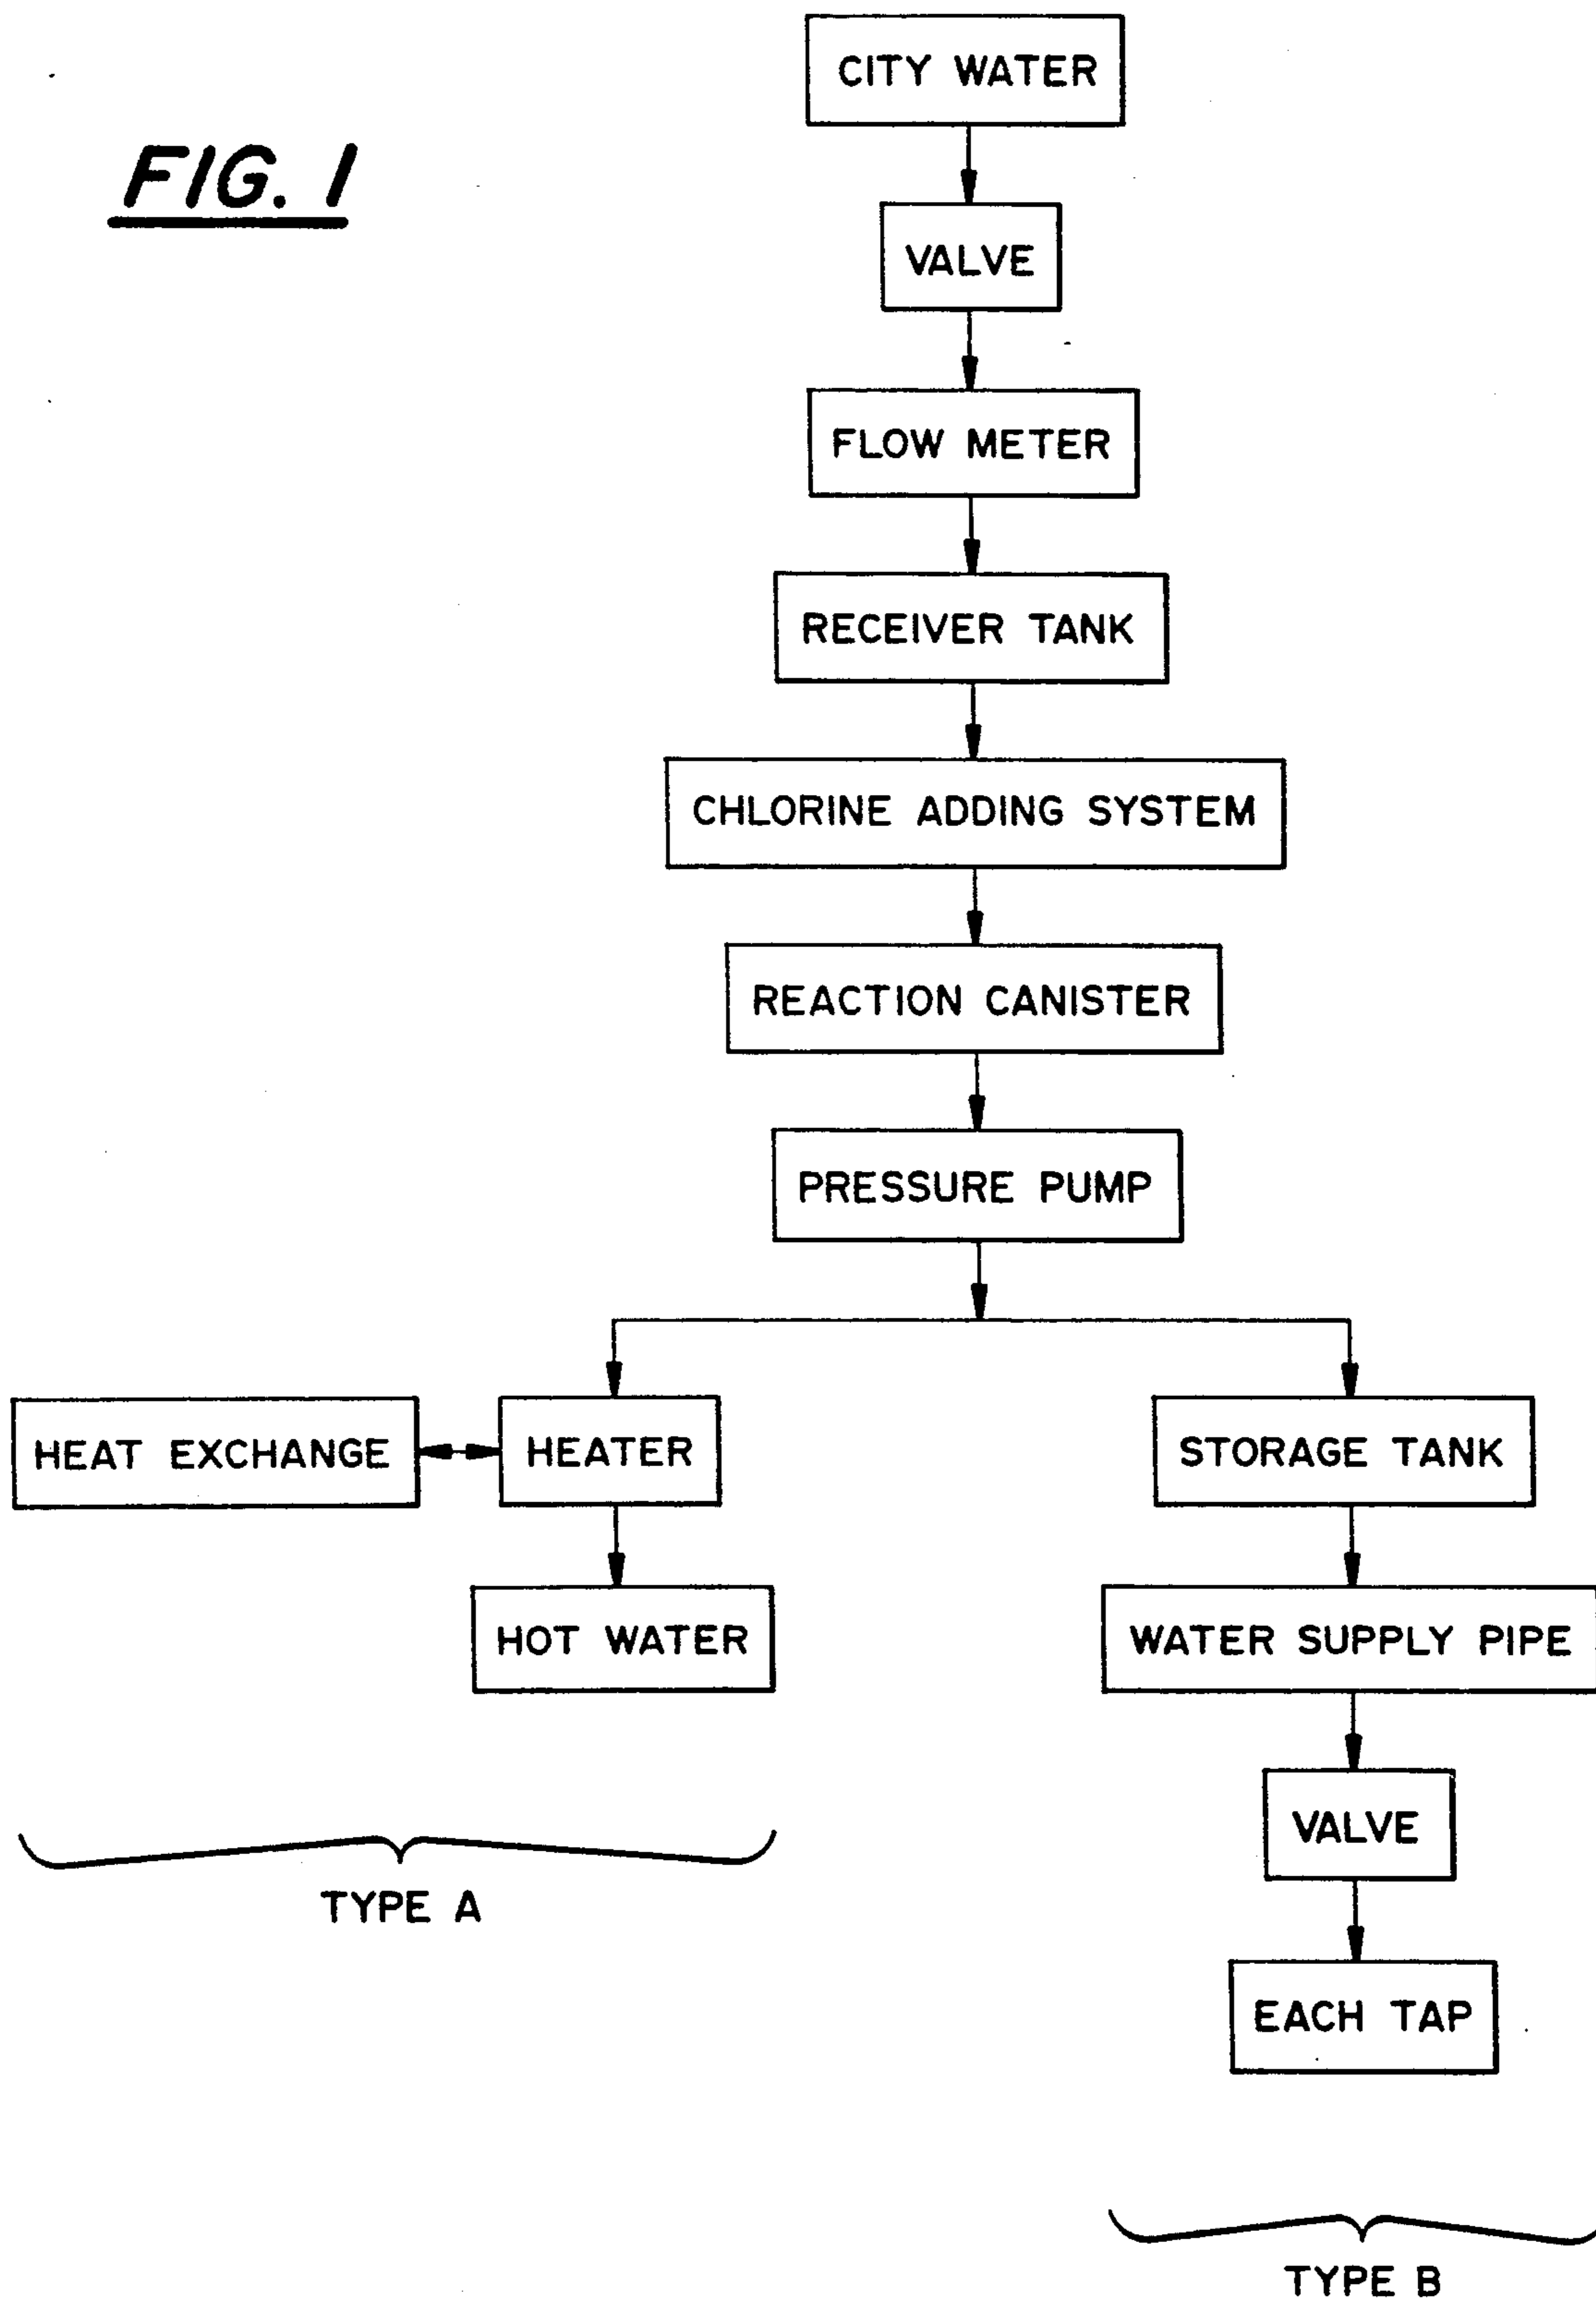 FIG. 1
CITY WATER
VALVE
FLOW METER
RECEIVER TANK
CHLORINE ADDING SYSTEM
REACTION CANISTER
PRESSURE PUMP
HEAT EXCHANGE
HEATER
STORAGE TANK
HOT WATER
WATER SUPPLY PIPE
VALVE
TYPE A
EACH TAP
TYPE B